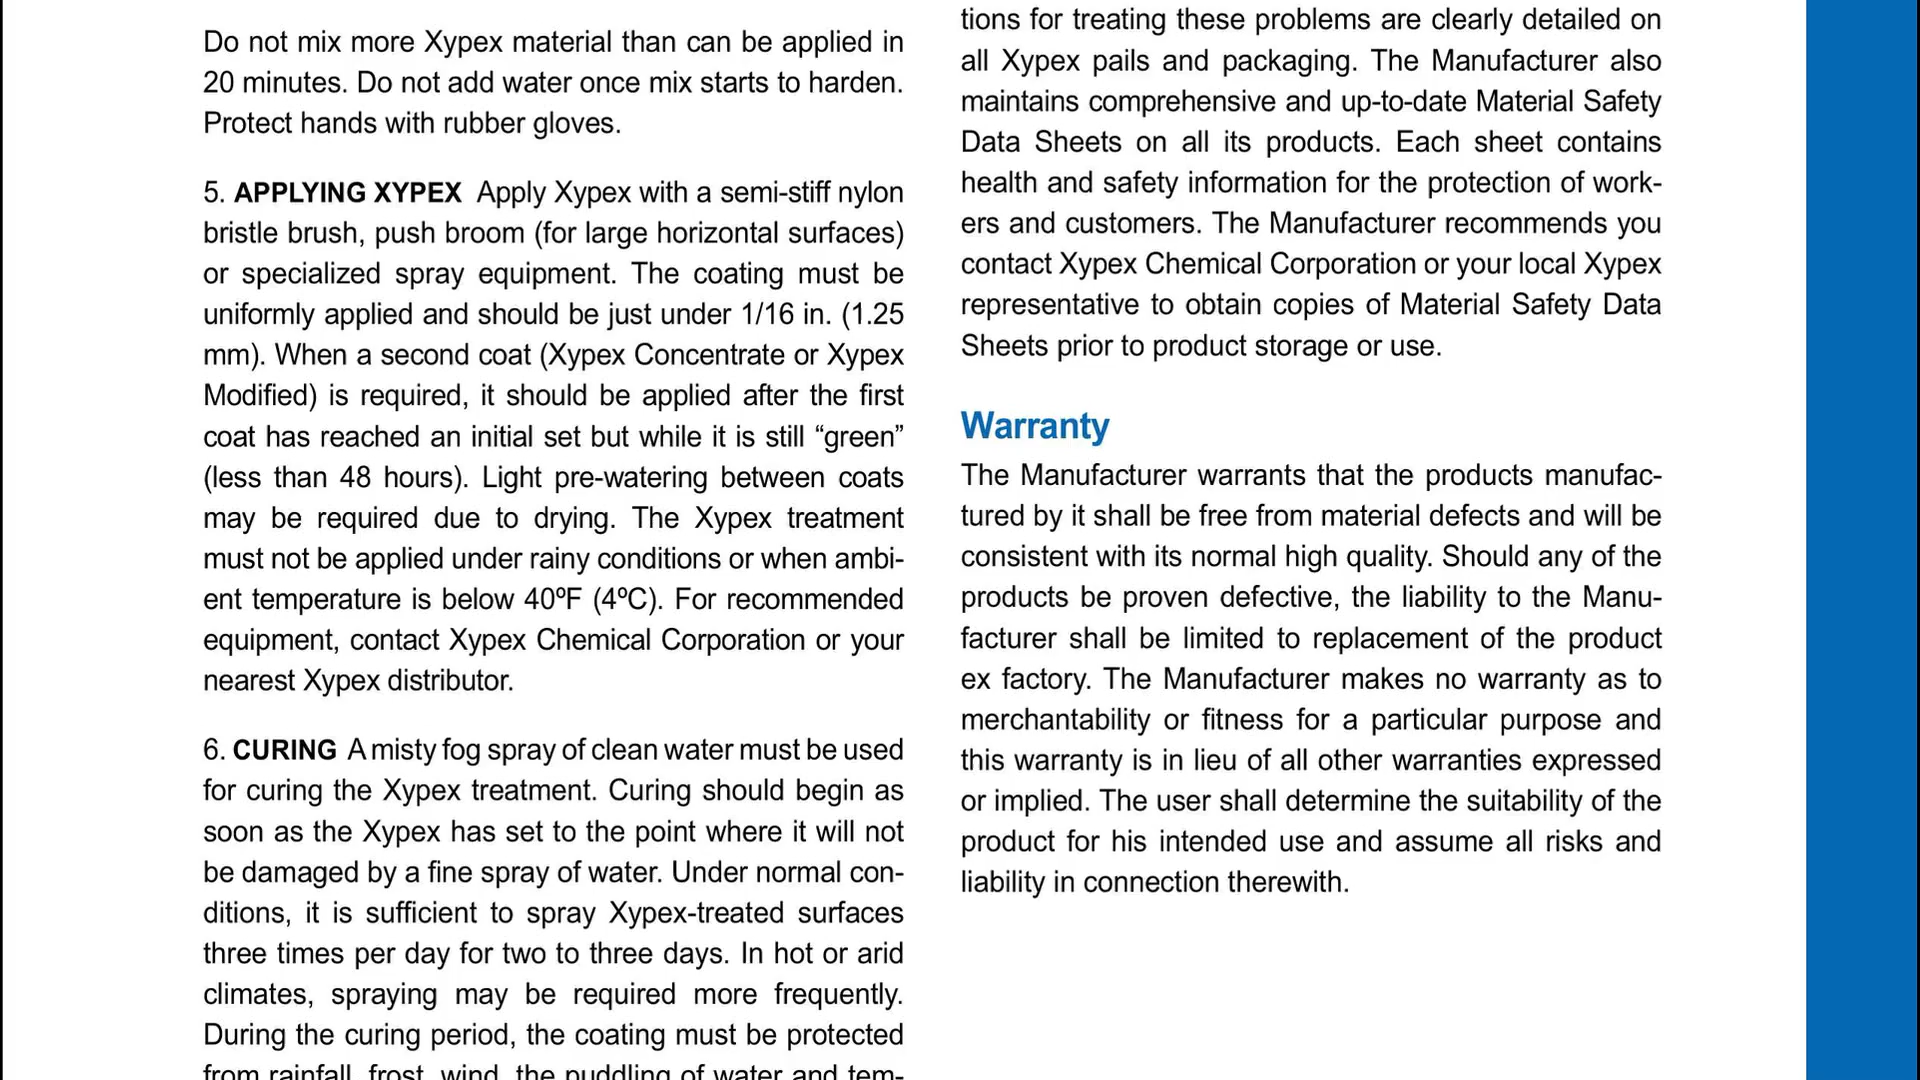 Do not mix more Xypex material than can be applied in
20 minutes. Do not add water once mix starts to harden.
Protect hands with rubber gloves.
5. APPLYING XYPEX Apply Xypex with a semi-stiff nylon
bristle brush, push broom (for large horizontal surfaces)
or specialized spray equipment. The coating must be
uniformly applied and should be just under 1/16 in. (1.25
mm). When a second coat (Xypex Concentrate or Xypex
Modified) is required, it should be applied after the first
coat has reached an initial set but while it is still “green”
(less than 48 hours). Light pre-watering between coats
may be required due to drying. The Xypex treatment
must not be applied under rainy conditions or when ambi-
ent temperature is below 40ºF (4ºC). For recommended
equipment, contact Xypex Chemical Corporation or your
nearest Xypex distributor.
6. CURING A misty fog spray of clean water must be used
for curing the Xypex treatment. Curing should begin as
soon as the Xypex has set to the point where it will not
be damaged by a fine spray of water. Under normal con-
ditions, it is sufficient to spray Xypex-treated surfaces
three times per day for two to three days. In hot or arid
climates, spraying may be required more frequently.
During the curing period, the coating must be protected
from rainfall, frost, wind, the puddling of water and tem-
tions for treating these problems are clearly detailed on
all Xypex pails and packaging. The Manufacturer also
maintains comprehensive and up-to-date Material Safety
Data Sheets on all its products. Each sheet contains
health and safety information for the protection of work-
ers and customers. The Manufacturer recommends you
contact Xypex Chemical Corporation or your local Xypex
representative to obtain copies of Material Safety Data
Sheets prior to product storage or use.
Warranty
The Manufacturer warrants that the products manufac-
tured by it shall be free from material defects and will be
consistent with its normal high quality. Should any of the
products be proven defective, the liability to the Manu-
facturer shall be limited to replacement of the product
ex factory. The Manufacturer makes no warranty as to
merchantability or fitness for a particular purpose and
this warranty is in lieu of all other warranties expressed
or implied. The user shall determine the suitability of the
product for his intended use and assume all risks and
liability in connection therewith.